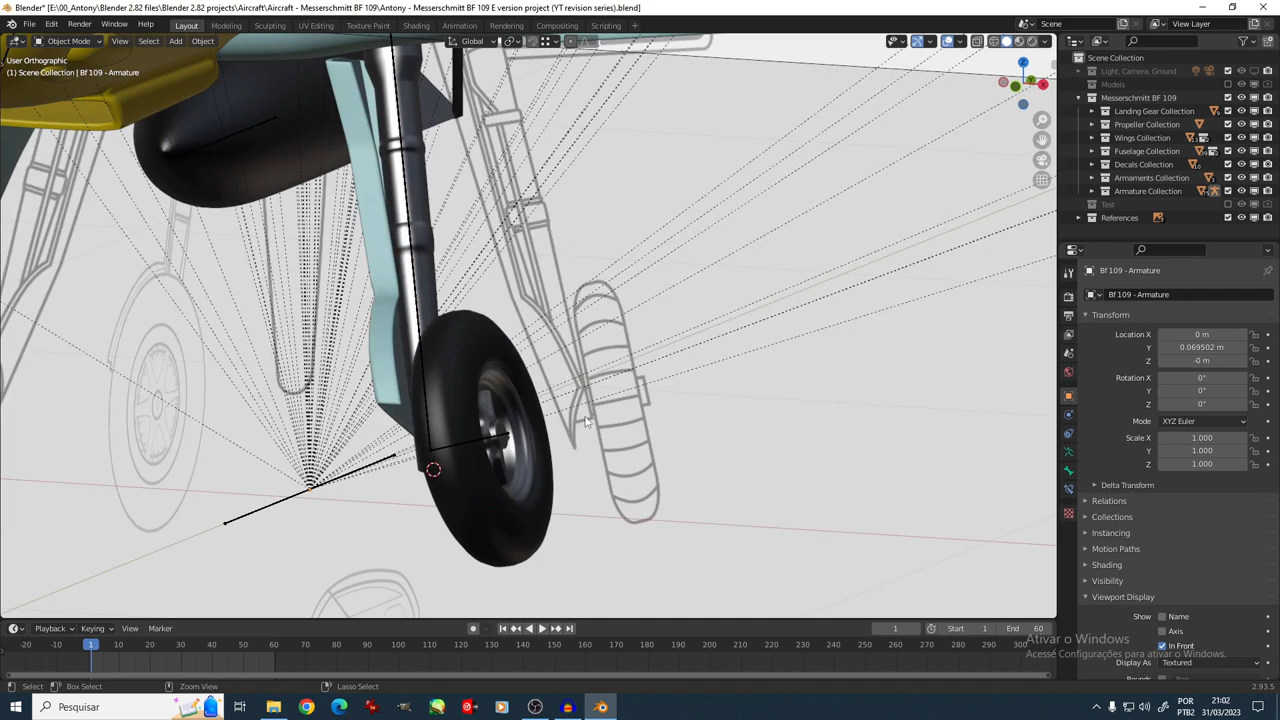 Blender* [E:\00_Antony\Blender 2.82 files\Blender 2.82 projects\Aircraft\Aircraft - Messerschmitt BF 109\Antony - Messerschmitt BF 109 E version project (YT revision series).blend]
File Edit Render Window Help Layout Modeling Sculpting UV Editing Texture Paint Shading Animation Rendering Compositing Scripting Scene View Layer
Object Mode View Select Add Object Global
User Orthographic
(1) Scene Collection | Bf 109 - Armature
Z
Y
X
Scene Collection
Light, Camera, Ground
Models
Messerschmitt BF 109
Landing Gear Collection
Propeller Collection
Wings Collection
Fuselage Collection
Decals Collection
Armaments Collection
Armature Collection
Test
References
Bf 109 - Armature
Bf 109 - Armature
Transform
Location X 0 m
Y 0.069502 m
Z -0 m
Rotation X 0°
Y 0°
Z 0°
Mode XYZ Euler
Scale X 1.000
Y 1.000
Z 1.000
Delta Transform
Relations
Collections
Instancing
Motion Paths
Shading
Visibility
Viewport Display
Show Name
Axis
In Front
Display As Textured
Ativar o Windows
Acesse Configurações para ativar o Windows.
Playback Keying View Marker 1 Start 1 End 60
-20 -10 1 10 20 30 40 50 60 70 80 90 100 110 120 130 140 150 160 170 180 190 200 210 220 230 240 250 260 270 280 290 300
Select Box Select Zoom View Lasso Select 2.93.5
Pesquisar
POR
PTB2
21:02
31/03/2023